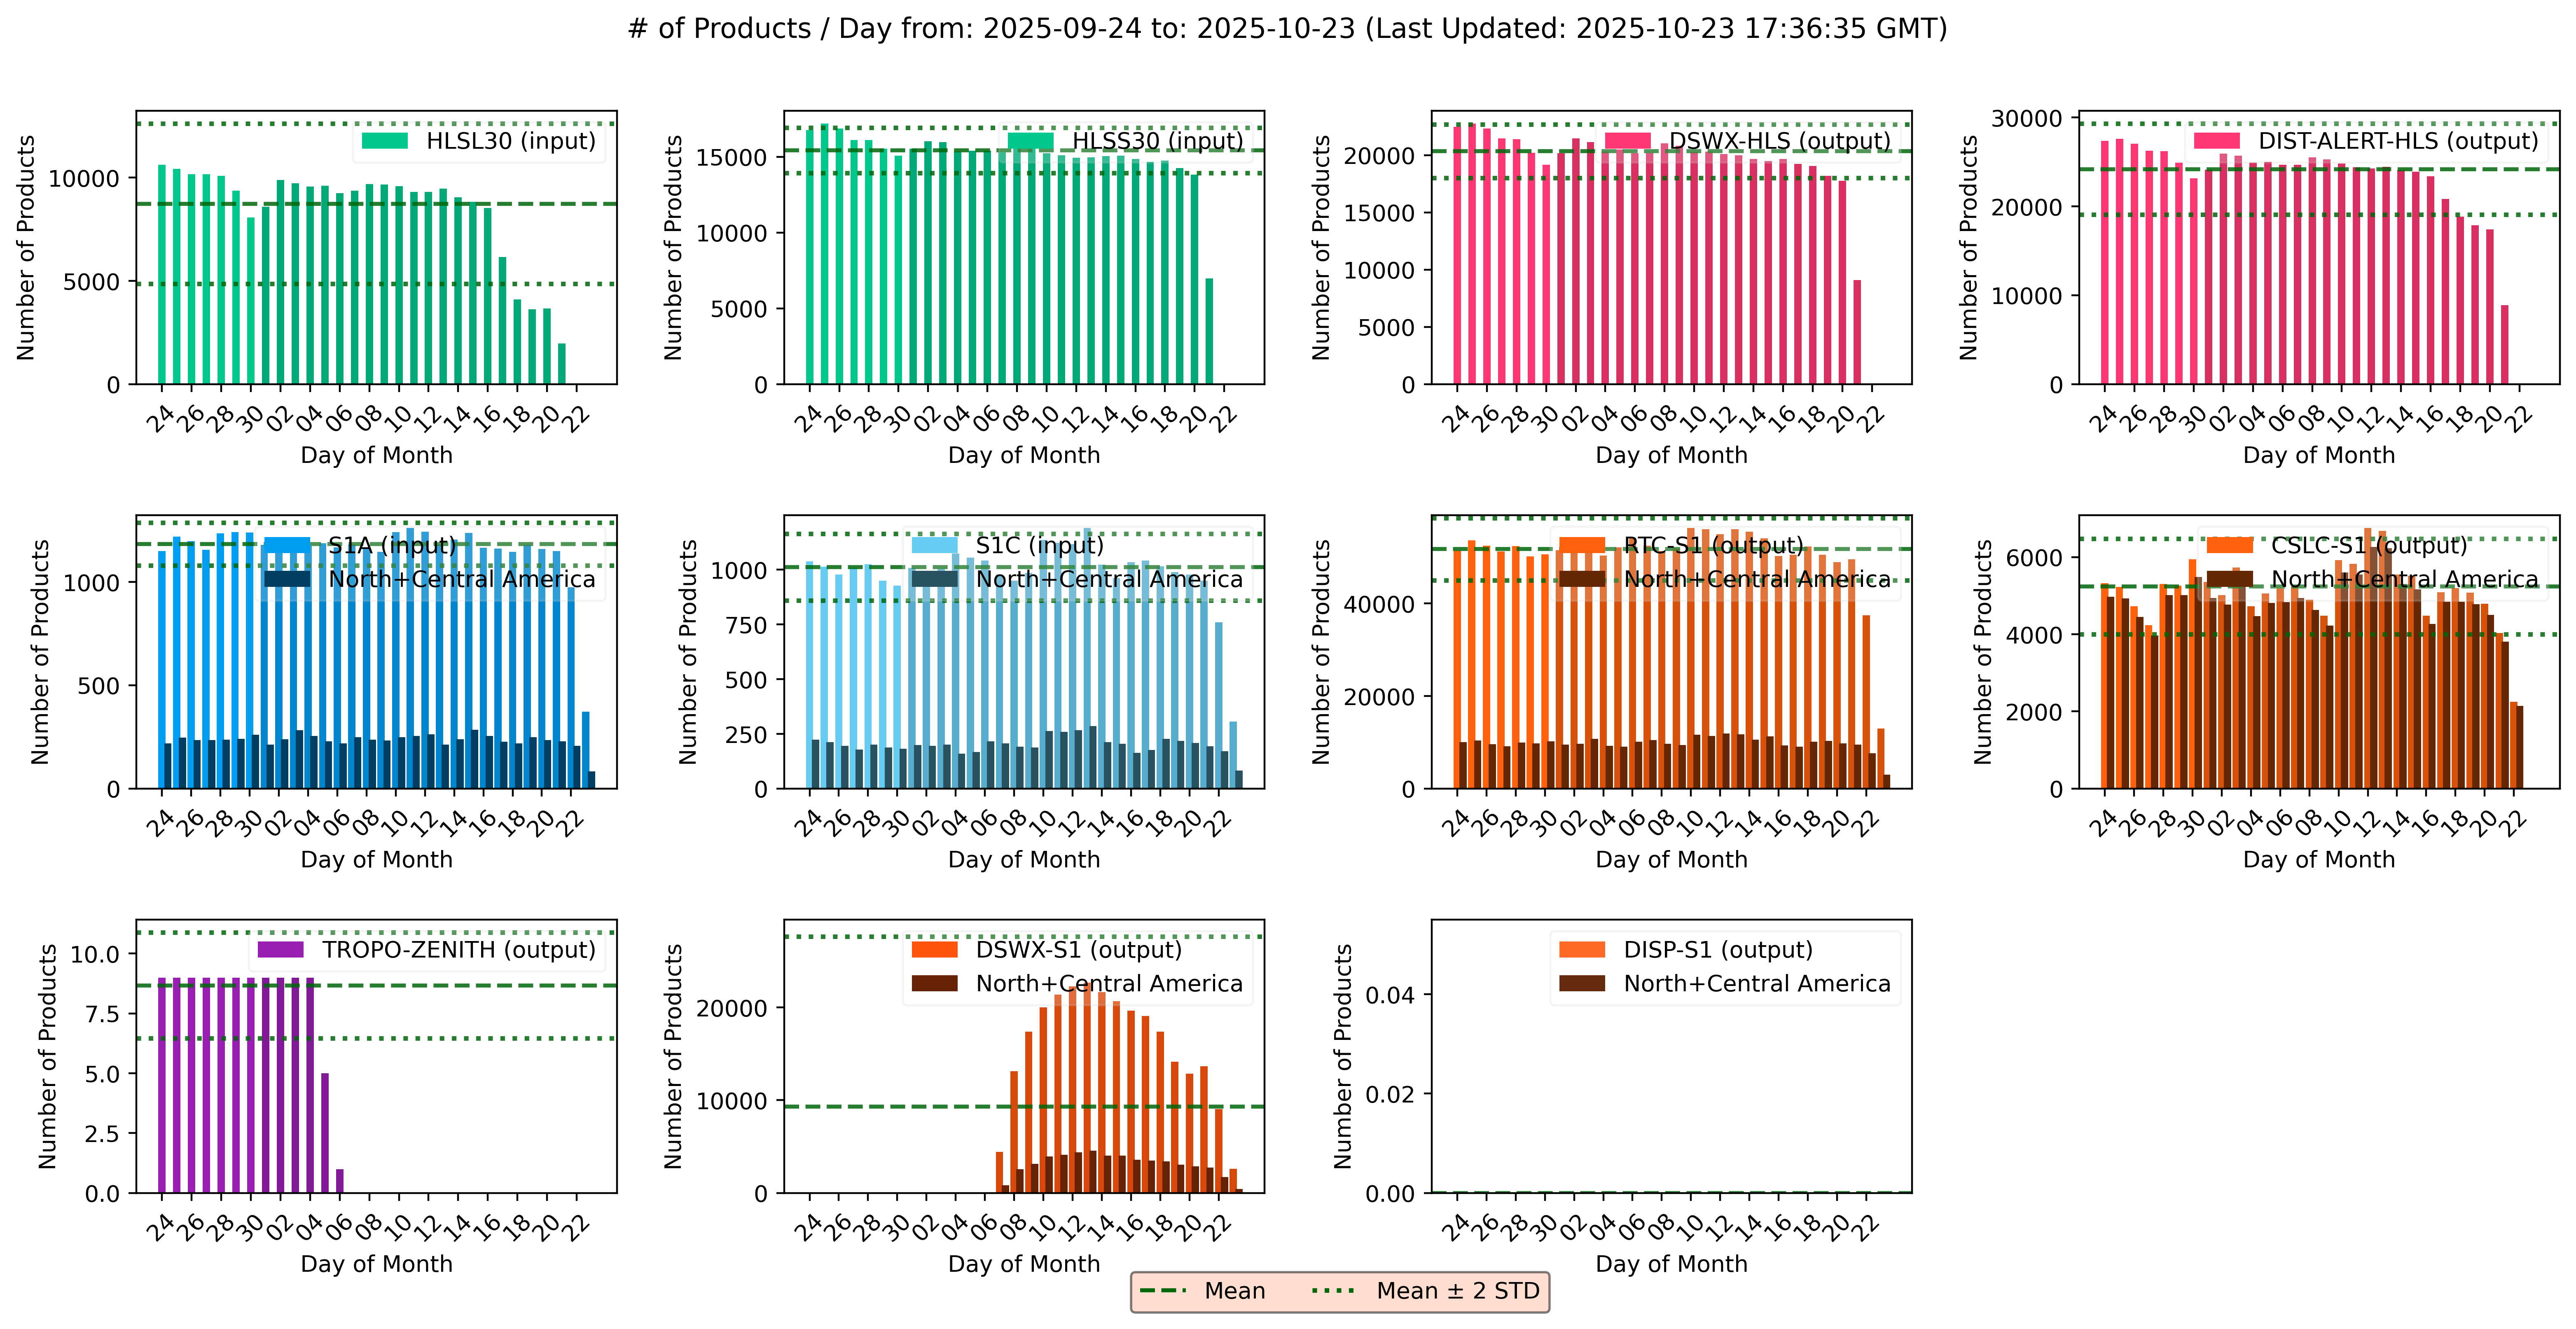 # of Products / Day from: 2025-09-24 to: 2025-10-23 (Last Updated: 2025-10-23 17:36:35 GMT)
Number of Products
10000
5000
0
HLSL30 (input)
24 26 28 30 02 04 06 08 10 12 14 16 18 20 22
Day of Month
Number of Products
15000
10000
5000
0
HLSS30 (input)
24 26 28 30 02 04 06 08 10 12 14 16 18 20 22
Day of Month
Number of Products
20000
15000
10000
5000
0
DSWX-HLS (output)
24 26 28 30 02 04 06 08 10 12 14 16 18 20 22
Day of Month
Number of Products
30000
20000
10000
0
DIST-ALERT-HLS (output)
24 26 28 30 02 04 06 08 10 12 14 16 18 20 22
Day of Month
Number of Products
1000
500
0
S1A (input)
North+Central America
24 26 28 30 02 04 06 08 10 12 14 16 18 20 22
Day of Month
Number of Products
1000
750
500
250
0
S1C (input)
North+Central America
24 26 28 30 02 04 06 08 10 12 14 16 18 20 22
Day of Month
Number of Products
40000
20000
0
RTC-S1 (output)
North+Central America
24 26 28 30 02 04 06 08 10 12 14 16 18 20 22
Day of Month
Number of Products
6000
4000
2000
0
CSLC-S1 (output)
North+Central America
24 26 28 30 02 04 06 08 10 12 14 16 18 20 22
Day of Month
Number of Products
10.0
7.5
5.0
2.5
0.0
TROPO-ZENITH (output)
24 26 28 30 02 04 06 08 10 12 14 16 18 20 22
Day of Month
Number of Products
20000
10000
0
DSWX-S1 (output)
North+Central America
24 26 28 30 02 04 06 08 10 12 14 16 18 20 22
Day of Month
Number of Products
0.04
0.02
0.00
DISP-S1 (output)
North+Central America
24 26 28 30 02 04 06 08 10 12 14 16 18 20 22
Day of Month
Mean
Mean ± 2 STD